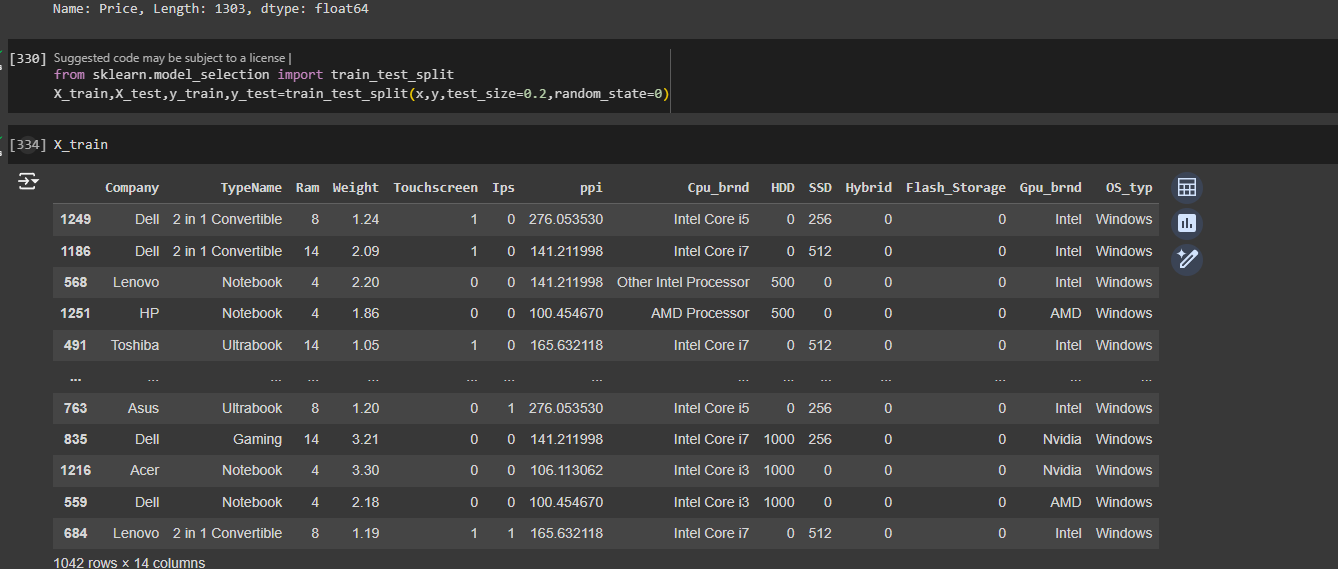 Name: Price, Length: 1303, dtype: float64
[330] Suggested code may be subject to a license |
from sklearn.model_selection import train_test_split
X_train,X_test,y_train,y_test=train_test_split(x,y,test_size=0.2,random_state=0)
[334] X_train
Company TypeName Ram Weight Touchscreen Ips ppi Cpu_brnd HDD SSD Hybrid Flash_Storage Gpu_brnd OS_typ
1249 Dell 2 in 1 Convertible 8 1.24 1 0 276.053530 Intel Core i5 0 256 0 0 Intel Windows
1186 Dell 2 in 1 Convertible 14 2.09 1 0 141.211998 Intel Core i7 0 512 0 0 Intel Windows
568 Lenovo Notebook 4 2.20 0 0 141.211998 Other Intel Processor 500 0 0 0 Intel Windows
1251 HP Notebook 4 1.86 0 0 100.454670 AMD Processor 500 0 0 0 AMD Windows
491 Toshiba Ultrabook 14 1.05 1 0 165.632118 Intel Core i7 0 512 0 0 Intel Windows
... ... ... ... ... ... ... ... ... ... ... ... ... ... ...
763 Asus Ultrabook 8 1.20 0 1 276.053530 Intel Core i5 0 256 0 0 Intel Windows
835 Dell Gaming 14 3.21 0 0 141.211998 Intel Core i7 1000 256 0 0 Nvidia Windows
1216 Acer Notebook 4 3.30 0 0 106.113062 Intel Core i3 1000 0 0 0 Nvidia Windows
559 Dell Notebook 4 2.18 0 0 100.454670 Intel Core i3 1000 0 0 0 AMD Windows
684 Lenovo 2 in 1 Convertible 8 1.19 1 1 165.632118 Intel Core i7 0 512 0 0 Intel Windows
1042 rows × 14 columns